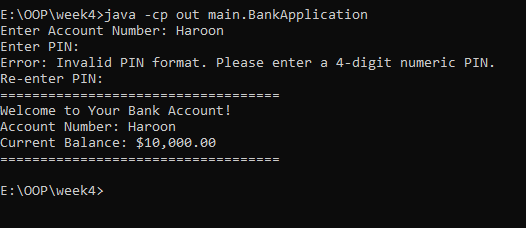 E:\OOP\week4>java -cp out main.BankApplication
Enter Account Number: Haroon
Enter PIN:
Error: Invalid PIN format. Please enter a 4-digit numeric PIN.
Re-enter PIN:
===================================
Welcome to Your Bank Account!
Account Number: Haroon
Current Balance: $10,000.00
===================================
E:\OOP\week4>